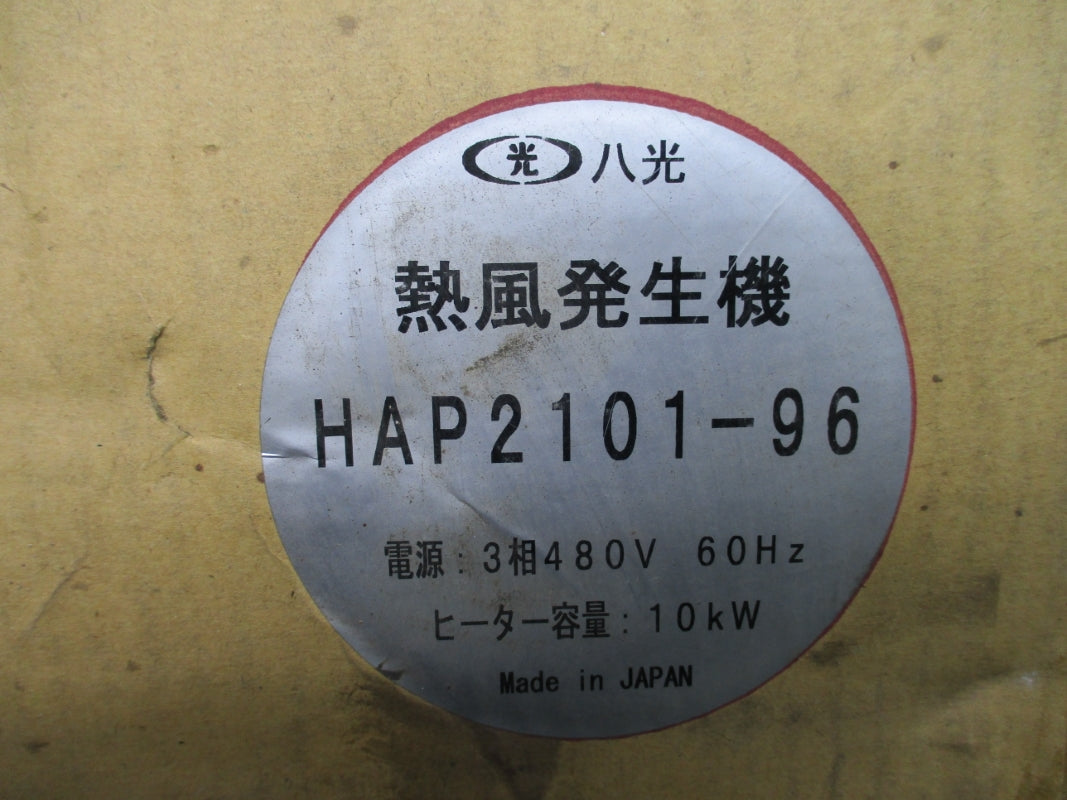 光 八光
熱風発生機
HAP2101-96
電源:3相480V 60Hz
ヒーター容量:10kW
Made in JAPAN